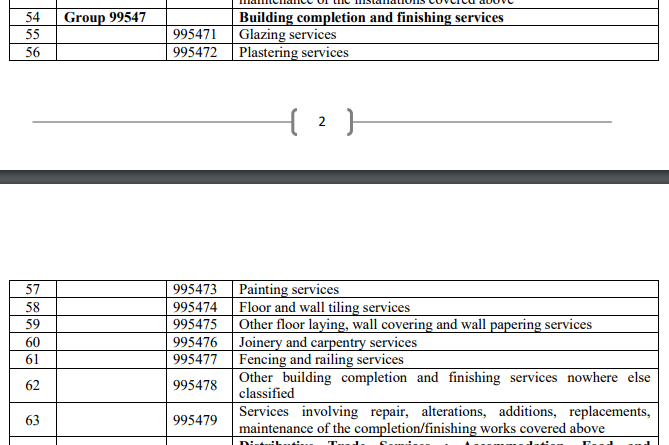 maintenance of the installations covered above
54 Group 99547 Building completion and finishing services
55 995471 Glazing services
56 995472 Plastering services
2
57 995473 Painting services
58 995474 Floor and wall tiling services
59 995475 Other floor laying, wall covering and wall papering services
60 995476 Joinery and carpentry services
61 995477 Fencing and railing services
62 995478 Other building completion and finishing services nowhere else
classified
63 995479 Services involving repair, alterations, additions, replacements,
maintenance of the completion/finishing works covered above
Distributive Trade Services ; Accommodation, Food and